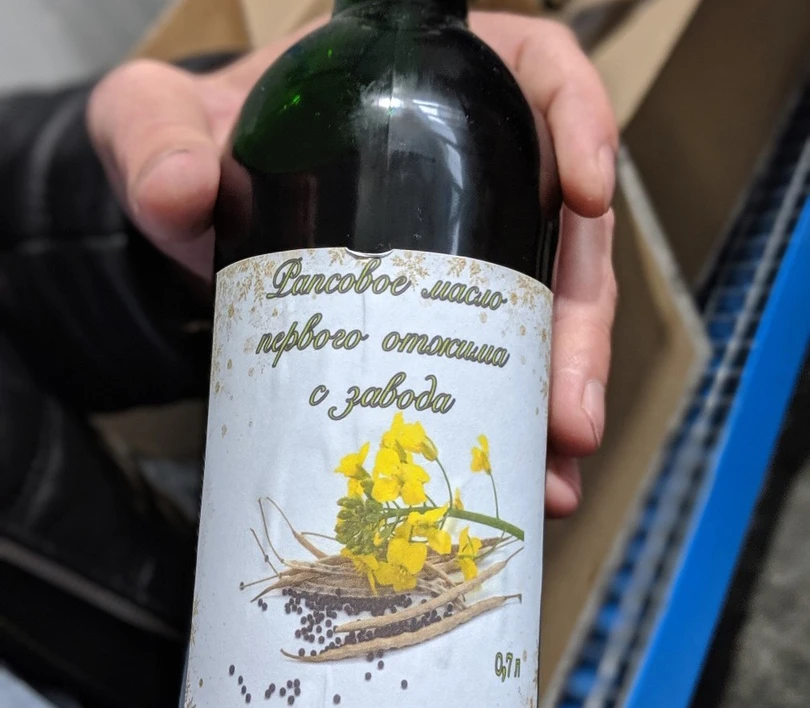 Рапсовое масло
первого отжима
с завода
0,7 л